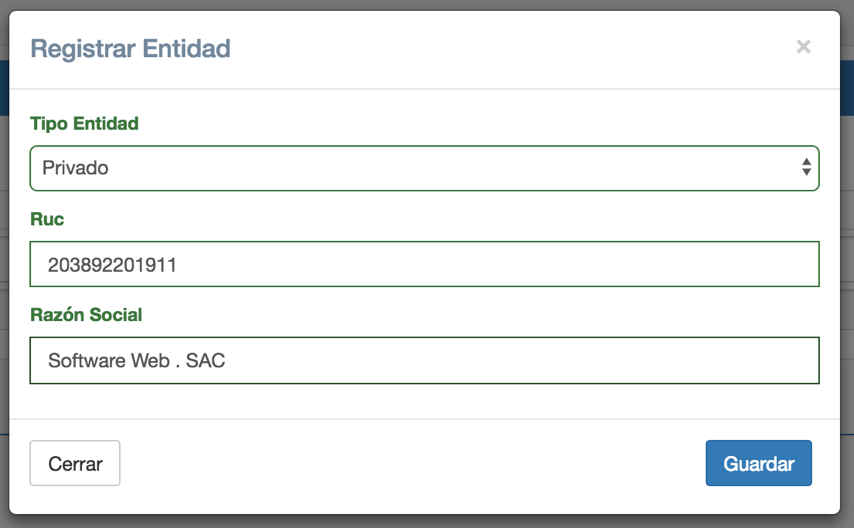 Registrar Entidad
×
Tipo Entidad
Privado
Ruc
203892201911
Razón Social
Software Web . SAC
Cerrar
Guardar